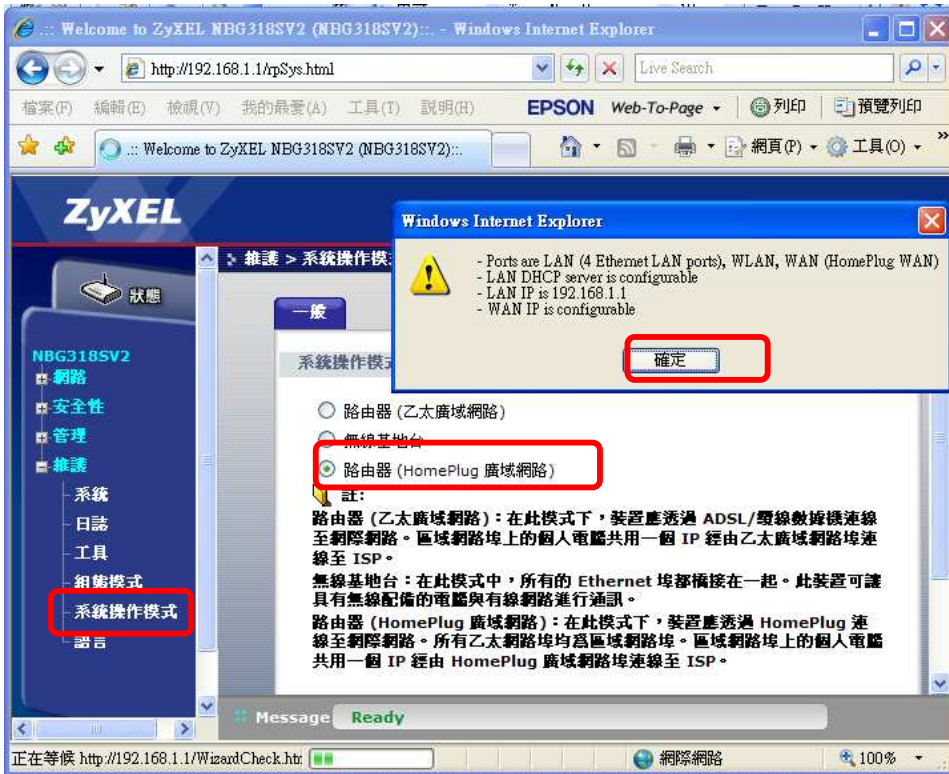 .:: Welcome to ZyXEL NBG318SV2 (NBG318SV2)::. - Windows Internet Explorer
http://192.168.1.1/rpSys.html
Live Search
檔案(F) 編輯(E) 檢視(V) 我的最愛(A) 工具(T) 說明(H) EPSON Web-To-Page 列印 預覽列印
.:: Welcome to ZyXEL NBG318SV2 (NBG318SV2)::. 網頁(P) 工具(O) »
ZyXEL
Windows Internet Explorer
- Ports are LAN (4 Ethernet LAN ports), WLAN, WAN (HomePlug WAN)
- LAN DHCP server is configurable
- LAN IP is 192.168.1.1
- WAN IP is configurable
確定
狀態
NBG318SV2
網路
安全性
管理
維護
系統
日誌
工具
組態模式
系統操作模式
語言
維護 > 系統操作模
一般
系統操作模
路由器 (乙太廣域網路)
無線基地台
路由器 (HomePlug 廣域網路)
註:
路由器 (乙太廣域網路):在此模式下,裝置應透過 ADSL/纜線數據機連線
至網際網路。區域網路埠上的個人電腦共用一個 IP 經由乙太廣域網路埠連
線至 ISP。
無線基地台:在此模式中,所有的 Ethernet 埠都橋接在一起。此裝置可讓
具有無線配備的電腦與有線網路進行通訊。
路由器 (HomePlug 廣域網路):在此模式下,裝置應透過 HomePlug 連
線至網際網路。所有乙太網路埠均為區域網路埠。區域網路埠上的個人電腦
共用一個 IP 經由 HomePlug 廣域網路埠連線至 ISP。
Message Ready
正在等候 http://192.168.1.1/WizardCheck.htr 網際網路 100%